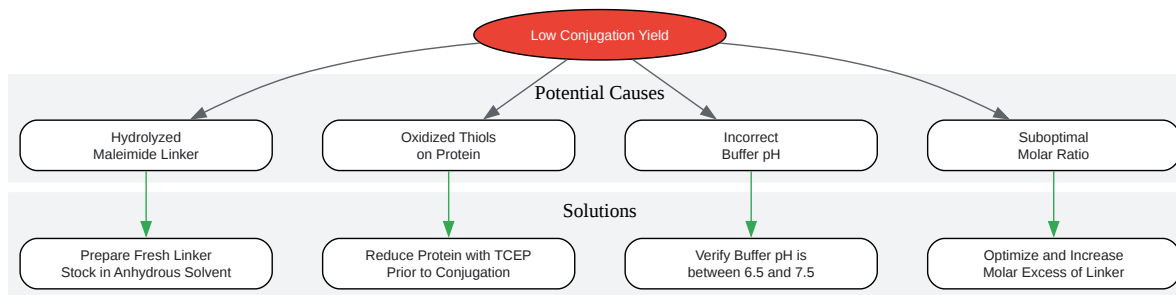 Low Conjugation Yield
Potential Causes
Hydrolyzed
Maleimide Linker
Oxidized Thiols
on Protein
Incorrect
Buffer pH
Suboptimal
Molar Ratio
Solutions
Prepare Fresh Linker
Stock in Anhydrous Solvent
Reduce Protein with TCEP
Prior to Conjugation
Verify Buffer pH is
between 6.5 and 7.5
Optimize and Increase
Molar Excess of Linker